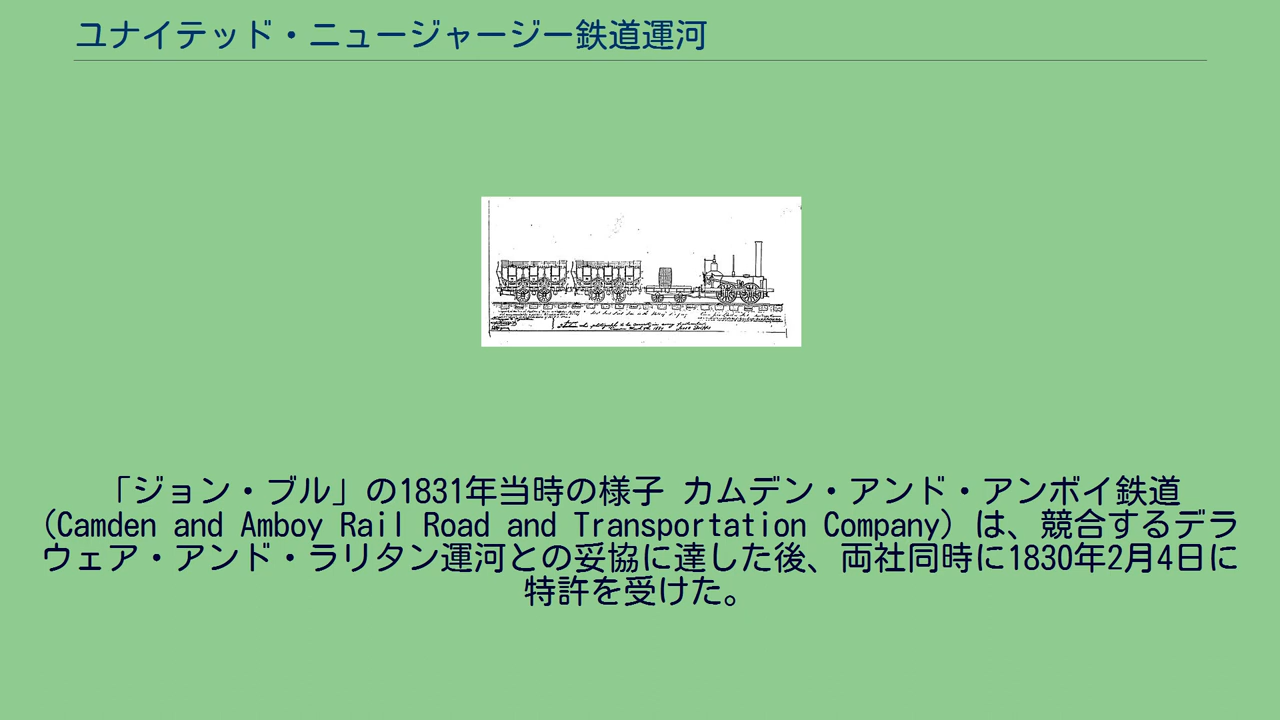 ユナイテッド・ニュージャージー鉄道運河
「ジョン・ブル」の1831年当時の様子 カムデン・アンド・アンボイ鉄道
(Camden and Amboy Rail Road and Transportation Company) は、競合するデラ
ウェア・アンド・ラリタン運河との妥協に達した後、両社同時に1830年2月4日に
特許を受けた。